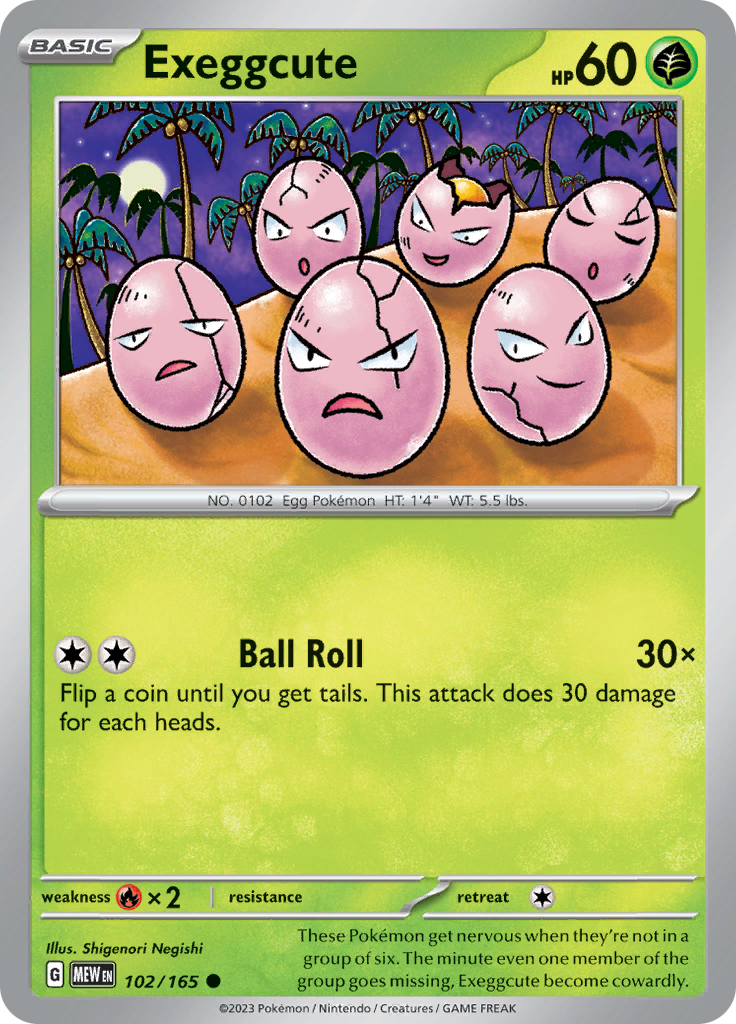 BASIC
Exeggcute
HP 60
NO. 0102 Egg Pokémon HT: 1'4" WT: 5.5 lbs.
Ball Roll 30×
Flip a coin until you get tails. This attack does 30 damage
for each heads.
weakness ×2 resistance retreat
Illus. Shigenori Negishi
These Pokémon get nervous when they're not in a
group of six. The minute even one member of the
group goes missing, Exeggcute become cowardly.
G MEW EN 102/165
©2023 Pokémon / Nintendo / Creatures / GAME FREAK